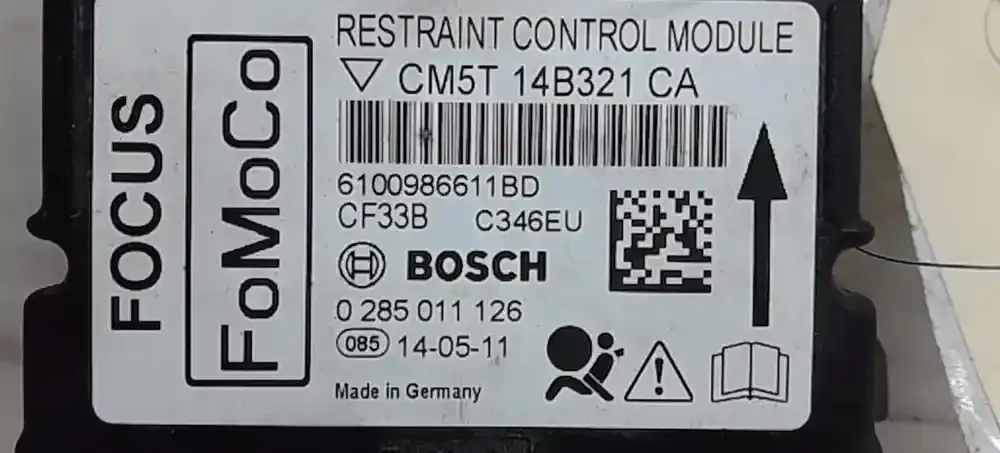 FOCUS
FoMoCo
RESTRAINT CONTROL MODULE
CM5T 14B321 CA
6100986611BD
CF33B C346EU
BOSCH
0 285 011 126
085 14-05-11
Made in Germany